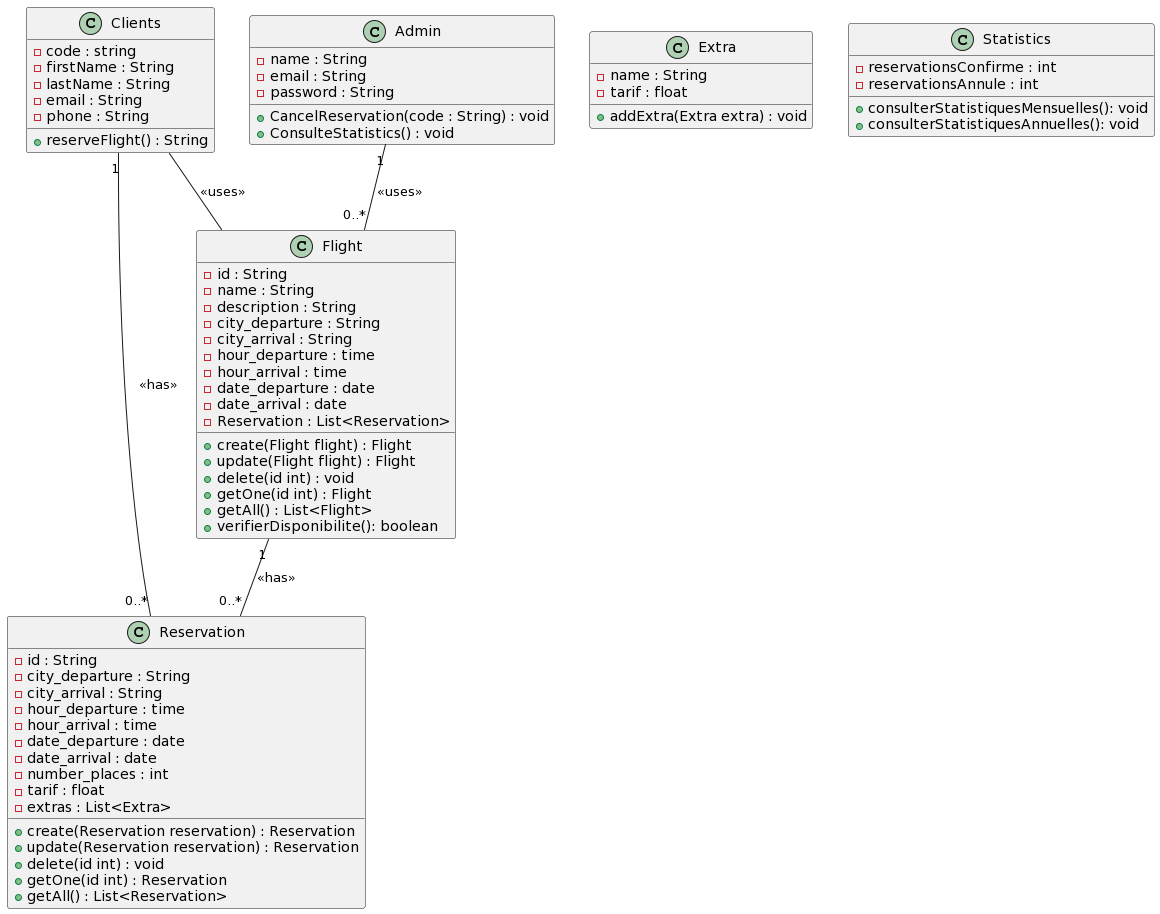 C Clients
code : string
firstName : String
lastName : String
email : String
phone : String
reserveFlight() : String
C Admin
name : String
email : String
password : String
CancelReservation(code : String) : void
ConsulteStatistics() : void
C Extra
name : String
tarif : float
addExtra(Extra extra) : void
C Statistics
reservationsConfirme : int
reservationsAnnule : int
consulterStatistiquesMensuelles(): void
consulterStatistiquesAnnuelles(): void
1
«uses»
1
«uses»
0..*
«has»
C Flight
id : String
name : String
description : String
city_departure : String
city_arrival : String
hour_departure : time
hour_arrival : time
date_departure : date
date_arrival : date
Reservation : List<Reservation>
create(Flight flight) : Flight
update(Flight flight) : Flight
delete(id int) : void
getOne(id int) : Flight
getAll() : List<Flight>
verifierDisponibilite(): boolean
1
«has»
0..*
0..*
C Reservation
id : String
city_departure : String
city_arrival : String
hour_departure : time
hour_arrival : time
date_departure : date
date_arrival : date
number_places : int
tarif : float
extras : List<Extra>
create(Reservation reservation) : Reservation
update(Reservation reservation) : Reservation
delete(id int) : void
getOne(id int) : Reservation
getAll() : List<Reservation>